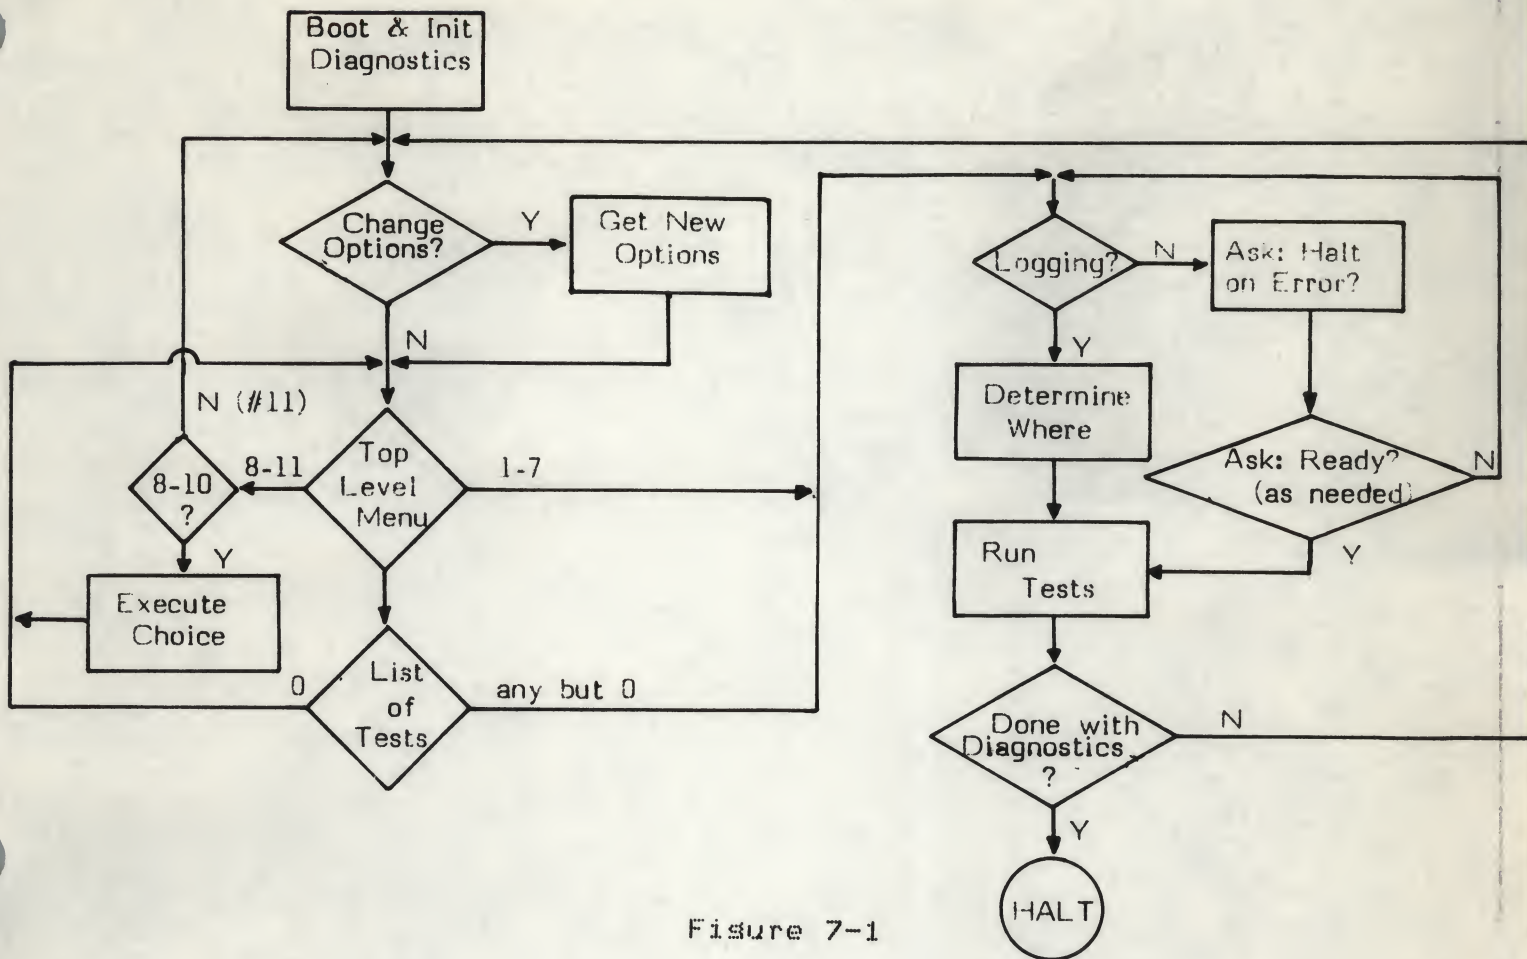 Boot & Init
Diagnostics
Change
Options?
Y
Get New
Options
N
N (#11)
8-10
?
8-11
Top
Level
Menu
1-7
Y
Execute
Choice
0
List
of
Tests
any but 0
Logging?
N
Ask: Halt
on Error?
Y
Determine
Where
Ask: Ready?
(as needed)
N
Y
Run
Tests
Done with
Diagnostics
?
N
Y
HALT
Figure 7-1